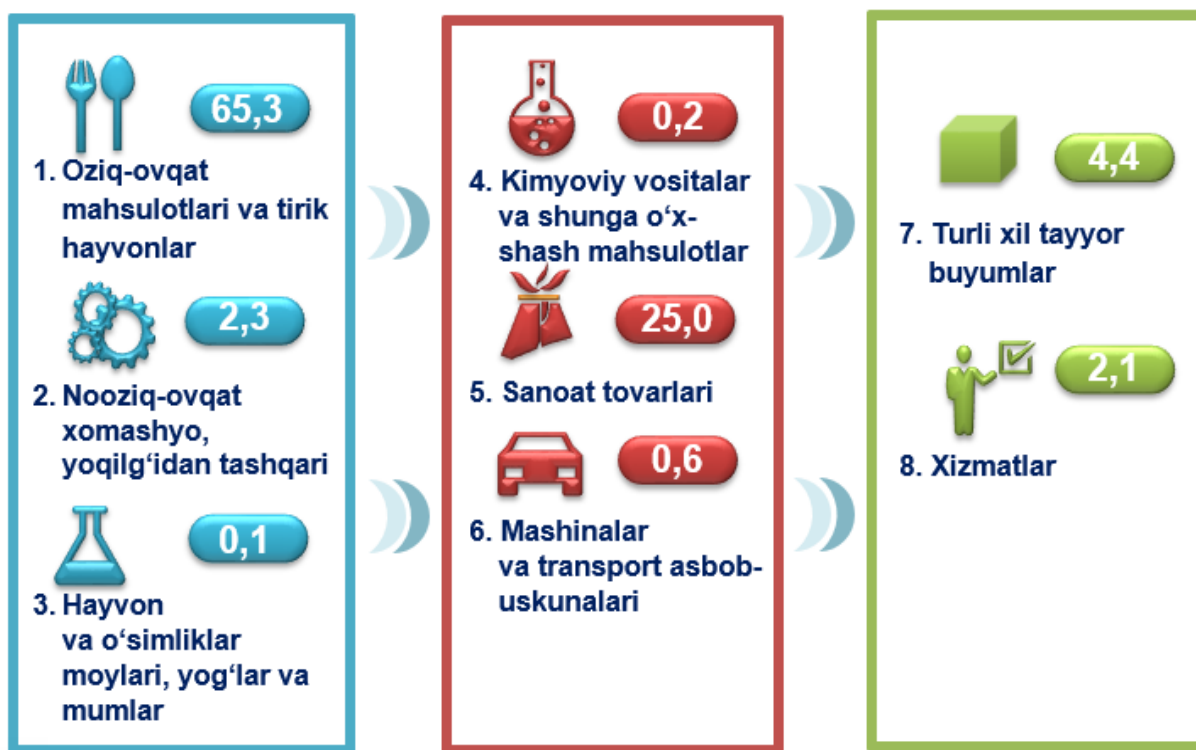 65,3
1. Oziq-ovqat
mahsulotlari va tirik
hayvonlar
2,3
2. Nooziq-ovqat
xomashyo,
yoqilg‘idan tashqari
0,1
3. Hayvon
va o‘simliklar
moylari, yog‘lar va
mumlar
0,2
4. Kimyoviy vositalar
va shunga o‘x-
shash mahsulotlar
25,0
5. Sanoat tovarlari
0,6
6. Mashinalar
va transport asbob-
uskunalari
4,4
7. Turli xil tayyor
buyumlar
2,1
8. Xizmatlar